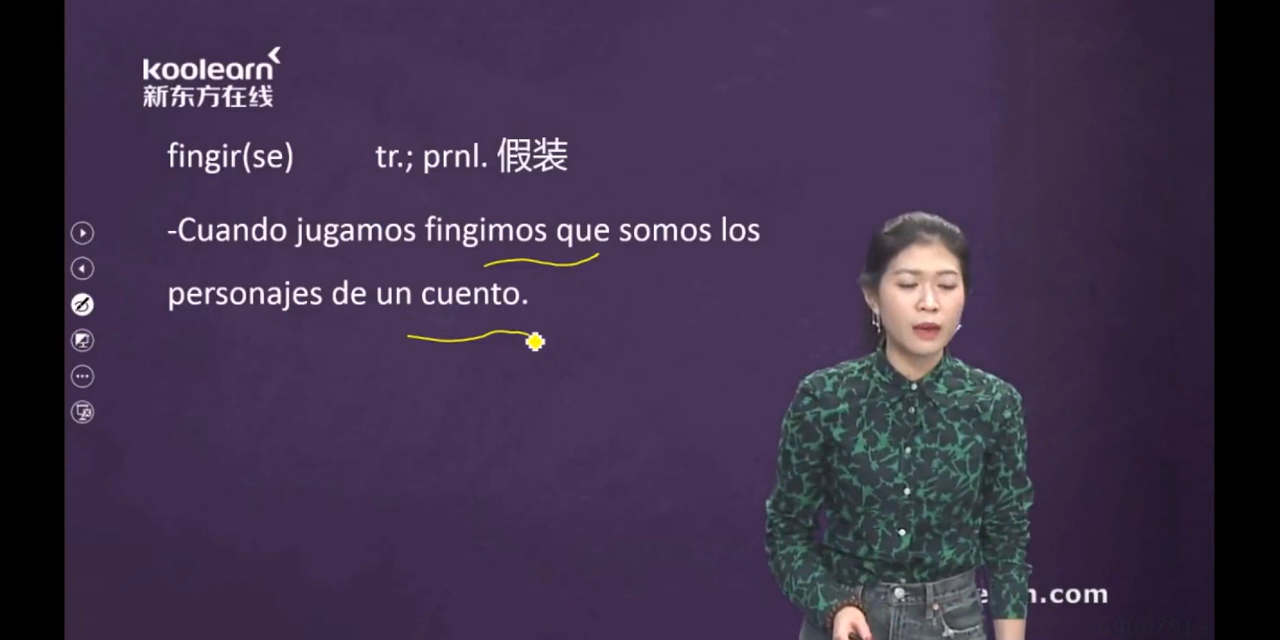 koolearn
新东方在线
fingir(se) tr.; prnl. 假装
-Cuando jugamos fingimos que somos los
personajes de un cuento.
n.com